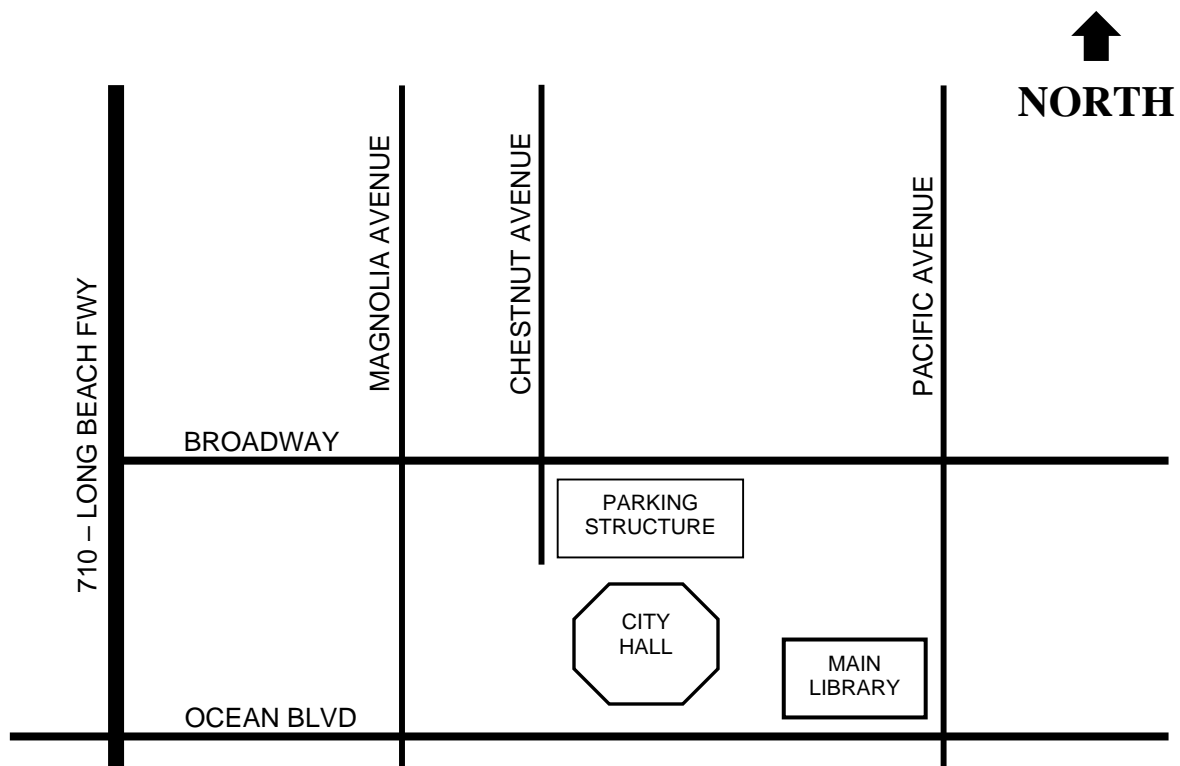 NORTH
MAGNOLIA AVENUE
CHESTNUT AVENUE
PACIFIC AVENUE
710 – LONG BEACH FWY
BROADWAY
PARKING
STRUCTURE
CITY
HALL
MAIN
LIBRARY
OCEAN BLVD